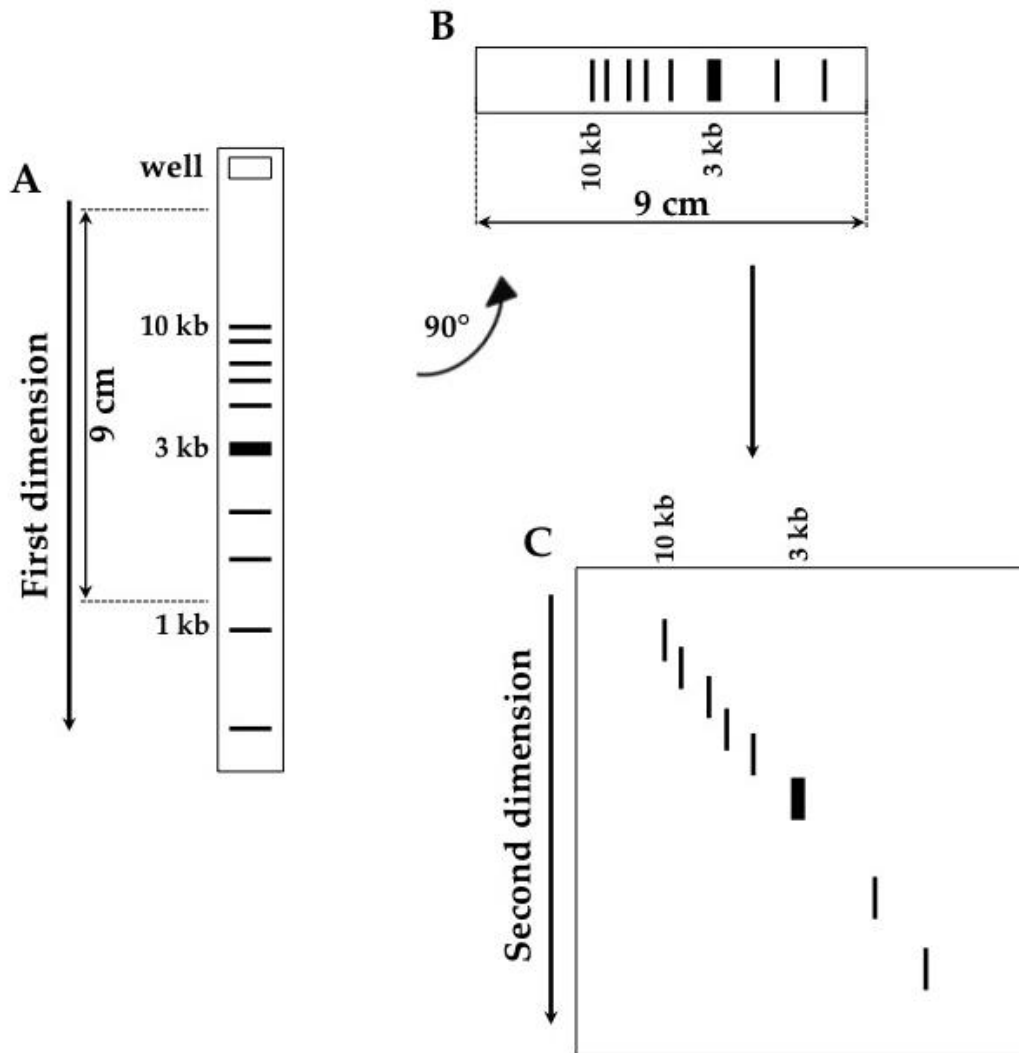 A
well
First dimension
9 cm
10 kb
3 kb
1 kb
B
10 kb
3 kb
9 cm
90°
C
10 kb
3 kb
Second dimension